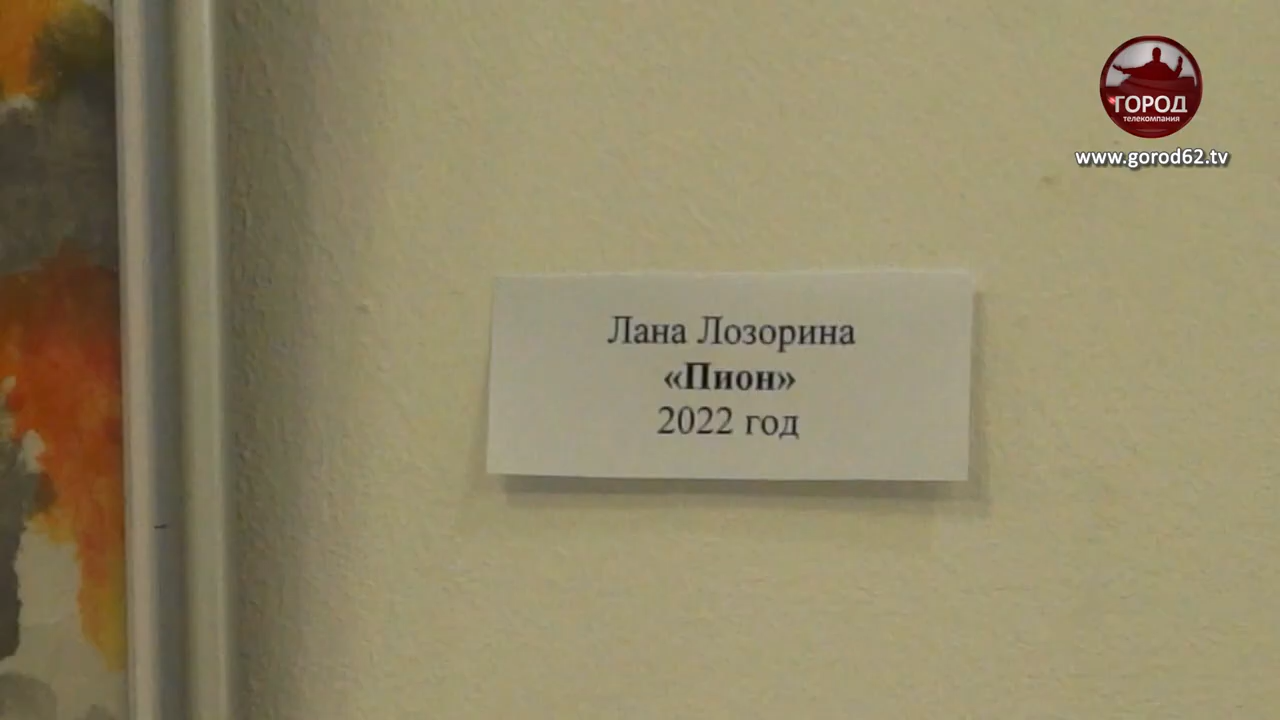 ГОРОД
телекомпания
www.gorod62.tv
Лана Лозорина
«Пион»
2022 год